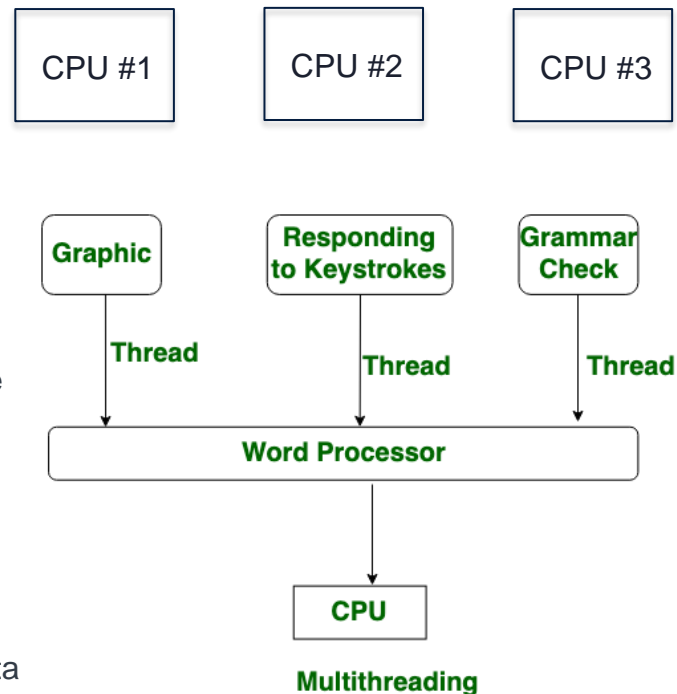 CPU #1
CPU #2
CPU #3
Graphic
Responding
to Keystrokes
Grammar
Check
Thread
Thread
Thread
Word Processor
CPU
Multithreading